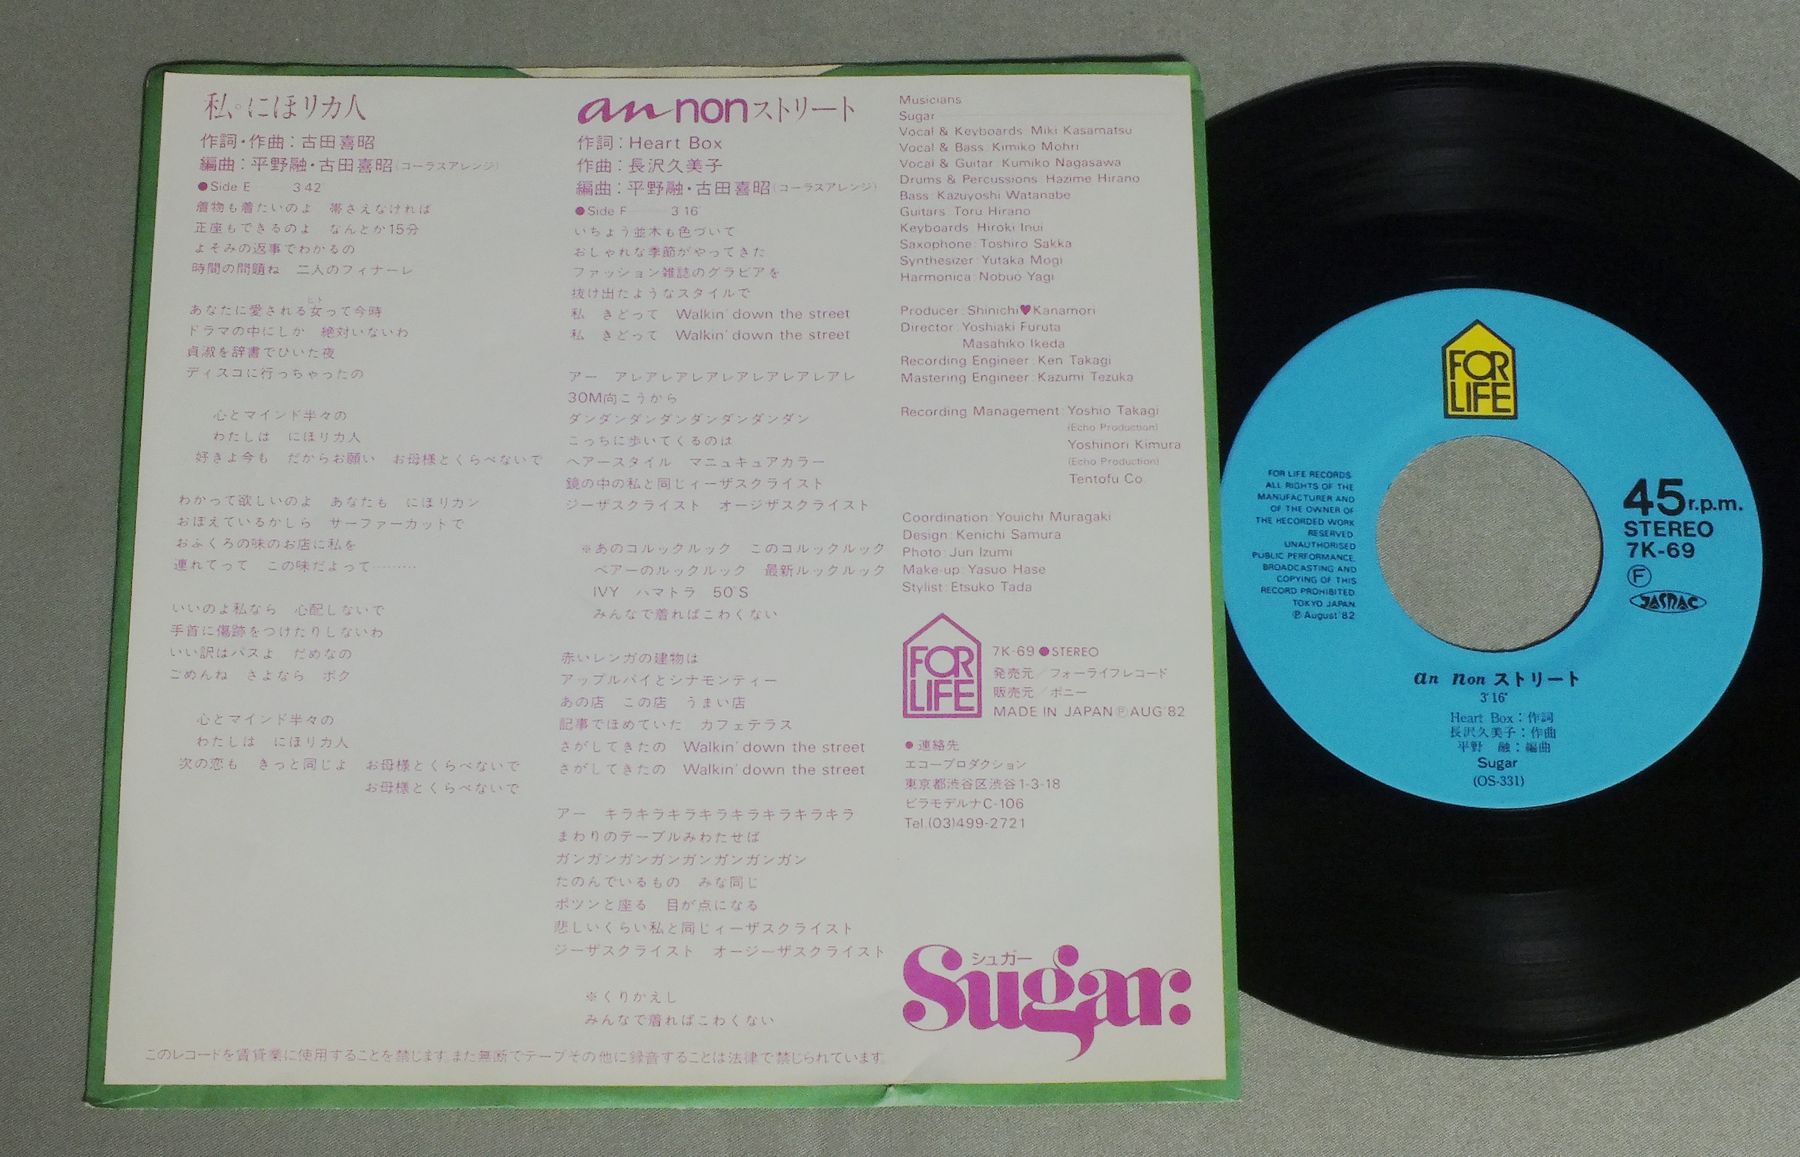 私・にほリカ人
作詞・作曲：古田喜昭
編曲：平野融・古田喜昭（コーラスアレンジ）
●Side E 3'42"
着物も着たいのよ　帯さえなければ
正座もできるのよ　なんとか15分
よそみの返事でわかるの
時間の問題ね　二人のフィナーレ
あなたに愛される女って今時
ひと
ドラマの中にしか　絶対いないわ
貞淑を辞書でひいた夜
ディスコに行っちゃったの
心とマインド半々の
わたしは　にほリカ人
好きよ今も　だからお願い　お母様とくらべないで
わかって欲しいのよ　あなたも　にほリカン
おぼえているかしら　サーファーカットで
おふくろの味のお店に私を
連れてって　この味だよって………
いいのよ私なら　心配しないで
手首に傷跡をつけたりしないわ
いい訳はパスよ　だめなの
ごめんね　さよなら　ボク
心とマインド半々の
わたしは　にほリカ人
次の恋も　きっと同じよ　お母様とくらべないで
お母様とくらべないで
an nonストリート
作詞：Heart Box
作曲：長沢久美子
編曲：平野融・古田喜昭（コーラスアレンジ）
●Side F 3'16"
いちょう並木も色づいて
おしゃれな季節がやってきた
ファッション雑誌のグラビアを
抜け出たようなスタイルで
私　きどって　Walkin' down the street
私　きどって　Walkin' down the street
アー　アレアレアレアレアレアレアレアレ
30M向こうから
ダンダンダンダンダンダンダンダン
こっちに歩いてくるのは
ヘアースタイル　マニュキュアカラー
鏡の中の私と同じィーザスクライスト
ジーザスクライスト　オージザスクライスト
※あのコルックルック　このコルックルック
ペアーのルックルック　最新ルックルック
IVY　ハマトラ　50'S
みんなで着ればこわくない
赤いレンガの建物は
アップルパイとシナモンティー
あの店　この店　うまい店
記事でほめていた　カフェテラス
さがしてきたの　Walkin' down the street
さがしてきたの　Walkin' down the street
アー　キラキラキラキラキラキラキラキラ
まわりのテーブルみわたせば
ガンガンガンガンガンガンガンガン
たのんでいるもの　みな同じ
ポツンと座る　目が点になる
悲しいくらい私と同じィーザスクライスト
ジーザスクライスト　オージーザスクライスト
※くりかえし
みんなで着ればこわくない
Musicians
Sugar
Vocal & Keyboards: Miki Kasamatsu
Vocal & Bass: Kimiko Mohri
Vocal & Guitar: Kumiko Nagasawa
Drums & Percussions: Hazime Hirano
Bass: Kazuyoshi Watanabe
Guitars: Toru Hirano
Keyboards: Hiroki Inui
Saxophone: Toshiro Sakka
Synthesizer: Yutaka Mogi
Harmonica: Nobuo Yagi
Producer: Shinichi♥Kanamori
Director: Yoshiaki Furuta
Masahiko Ikeda
Recording Engineer: Ken Takagi
Mastering Engineer: Kazumi Tezuka
Recording Management: Yoshio Takagi
(Echo Production)
Yoshinori Kimura
(Echo Production)
Tentofu Co.
Coordination: Youichi Muragaki
Design: Kenichi Samura
Photo: Jun Izumi
Make-up: Yasuo Hase
Stylist: Etsuko Tada
FOR LIFE
7K-69●STEREO
発売元／フォーライフレコード
販売元／ポニー
MADE IN JAPAN Ⓟ AUG.'82
●連絡先
エコープロダクション
東京都渋谷区渋谷1-3-18
ビラモデルナC-106
Tel.(03)499-2721
シュガー
Sugar:
このレコードを賃貸業に使用することを禁じます。また無断でテープその他に録音することは法律で禁じられています。
FOR
LIFE
FOR LIFE RECORDS.
ALL RIGHTS OF THE
MANUFACTURER AND
OF THE OWNER OF
THE RECORDED WORK
RESERVED.
UNAUTHORISED
PUBLIC PERFORMANCE,
BROADCASTING AND
COPYING OF THIS
RECORD PROHIBITED.
TOKYO JAPAN.
Ⓟ August '82
45r.p.m.
STEREO
7K-69
Ⓕ
JASRAC
an nonストリート
3'16"
Heart Box：作詞
長沢久美子：作曲
平野　融：編曲
Sugar
(OS-331)